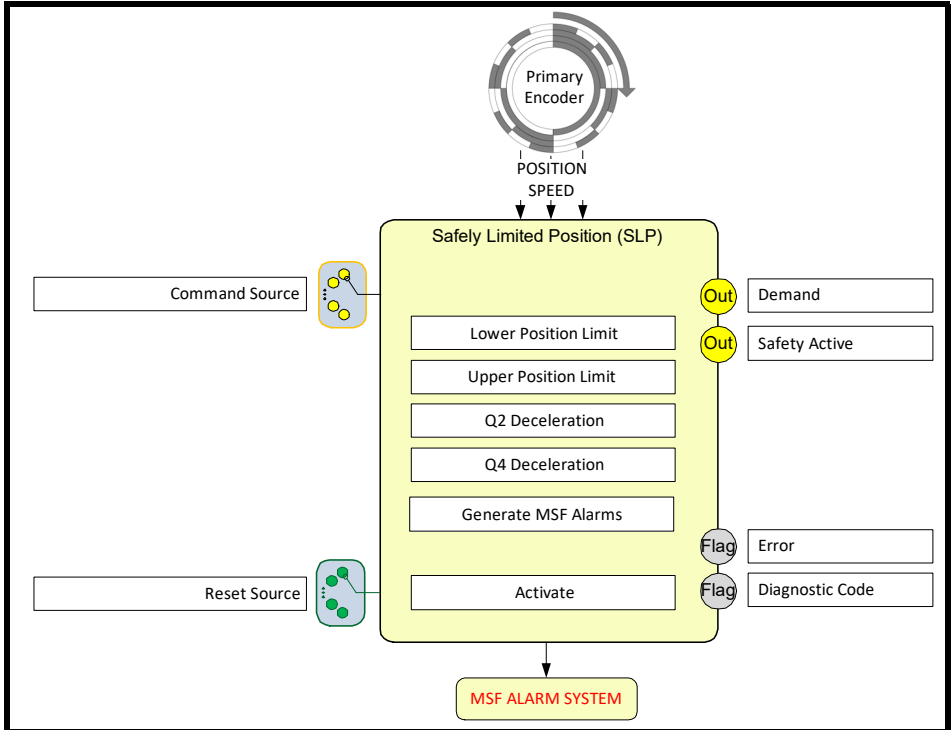 Primary
Encoder
POSITION
SPEED
Safely Limited Position (SLP)
Command Source
Out
Demand
Lower Position Limit
Out
Safety Active
Upper Position Limit
Q2 Deceleration
Q4 Deceleration
Generate MSF Alarms
Flag
Error
Reset Source
Activate
Flag
Diagnostic Code
MSF ALARM SYSTEM